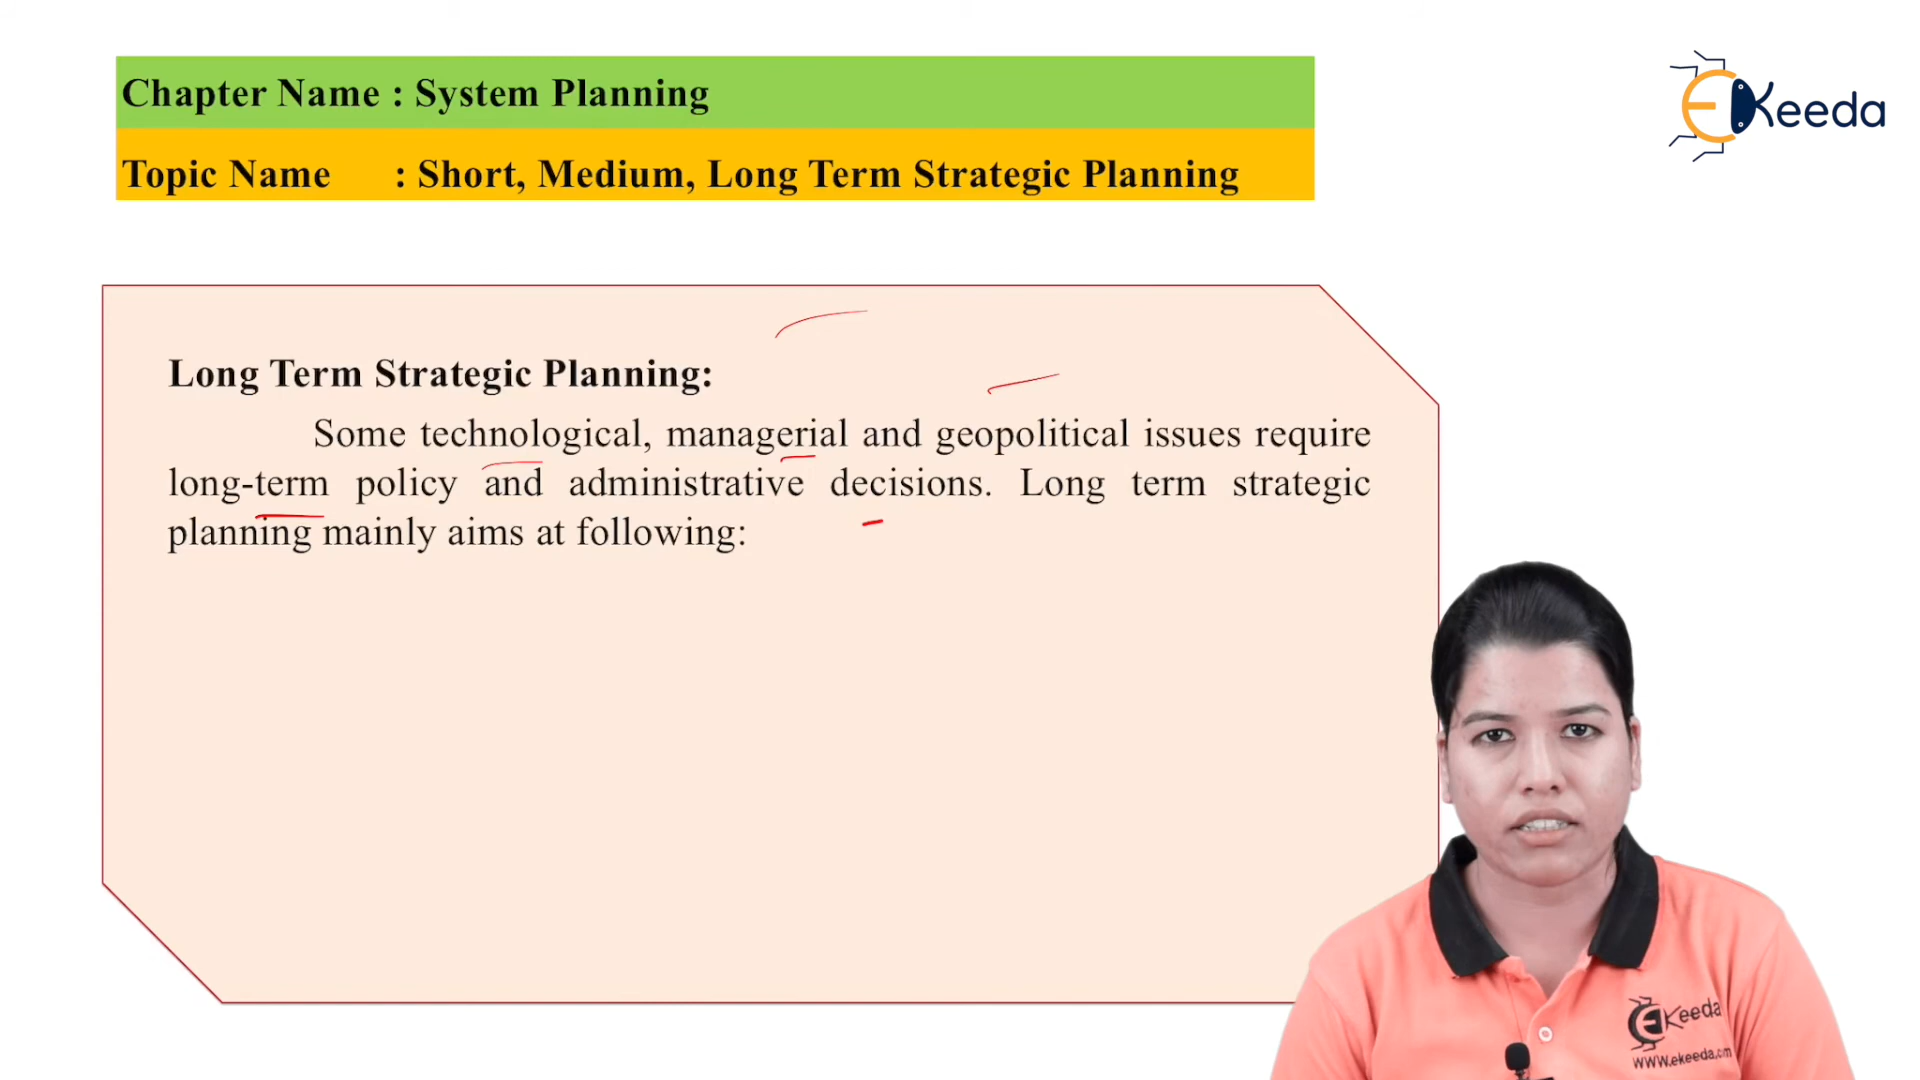 Chapter Name : System Planning
Topic Name : Short, Medium, Long Term Strategic Planning
Keeda
Long Term Strategic Planning:
Some technological, managerial and geopolitical issues require
long-term policy and administrative decisions. Long term strategic
planning mainly aims at following:
Keeda
www.ekeeda.com